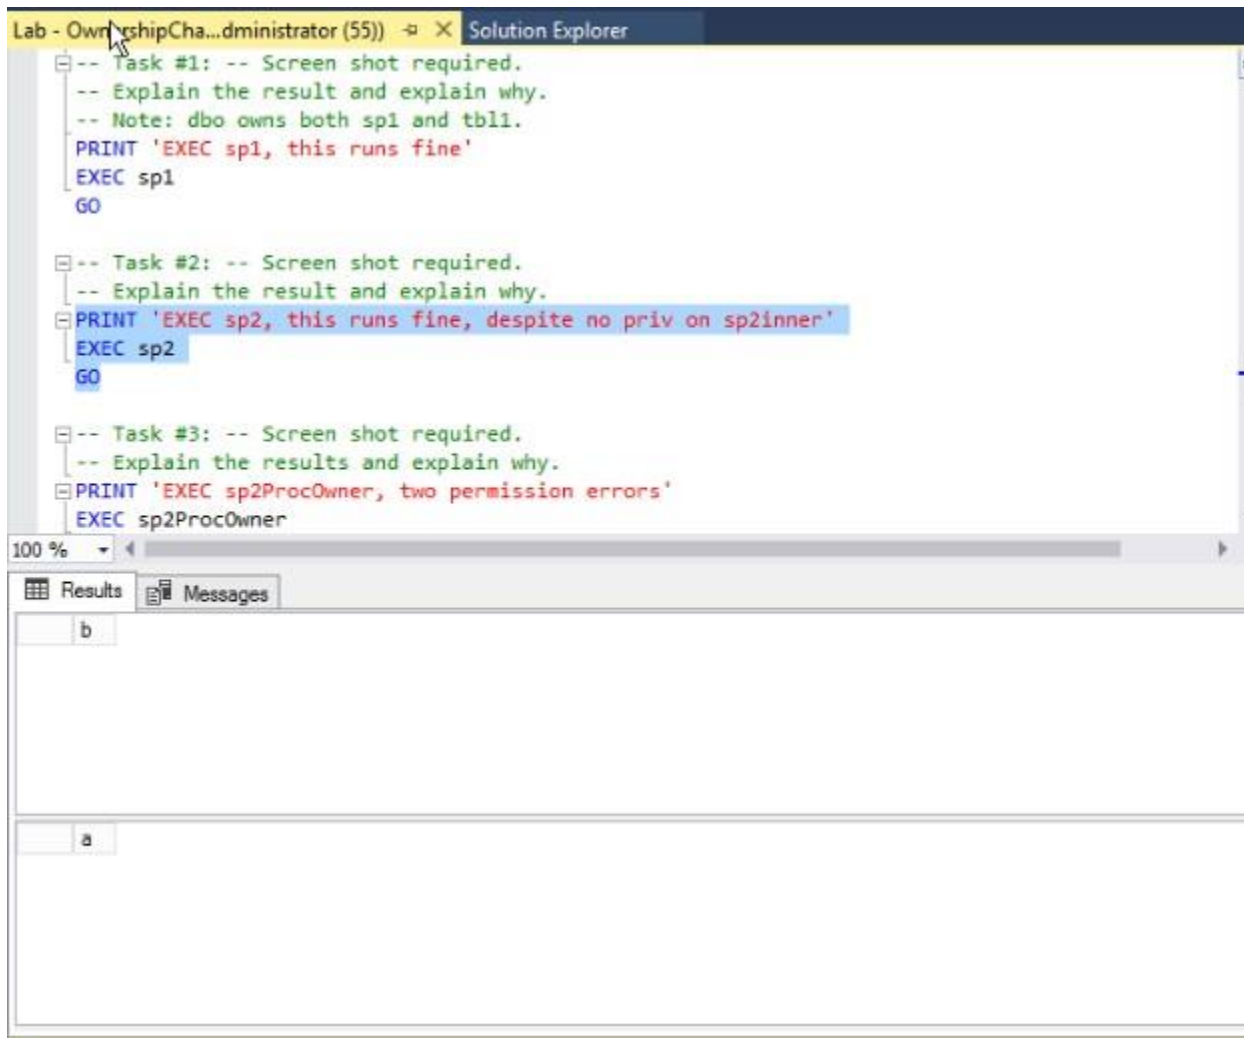 Lab - OwnershipCha...dministrator (55)) Solution Explorer
-- Task #1: -- Screen shot required.
-- Explain the result and explain why.
-- Note: dbo owns both sp1 and tbl1.
PRINT 'EXEC sp1, this runs fine'
EXEC sp1
GO
-- Task #2: -- Screen shot required.
-- Explain the result and explain why.
PRINT 'EXEC sp2, this runs fine, despite no priv on sp2inner'
EXEC sp2
GO
-- Task #3: -- Screen shot required.
-- Explain the results and explain why.
PRINT 'EXEC sp2ProcOwner, two permission errors'
EXEC sp2ProcOwner
100 %
Results Messages
b
a